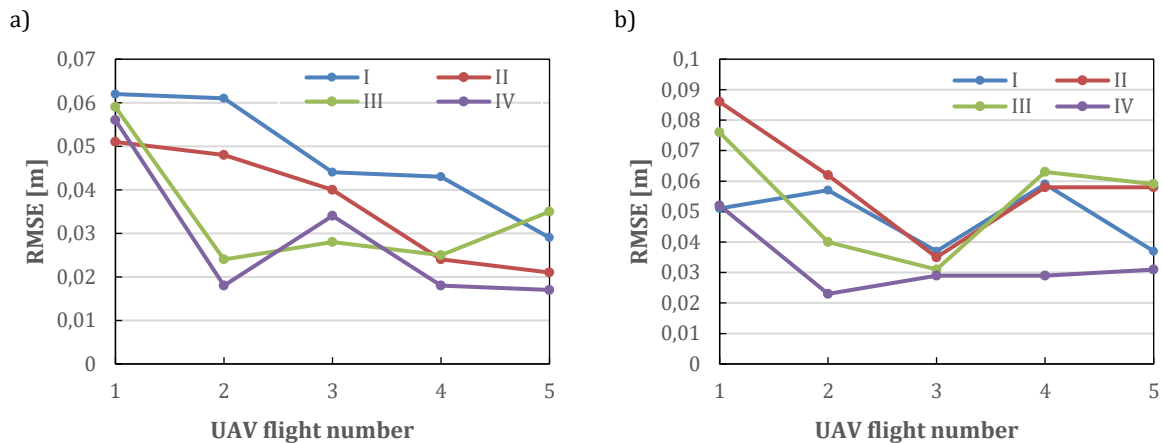 a)
0,07
0,06
0,05
0,04
0,03
0,02
0,01
0
RMSE [m]
I II
III IV
1 2 3 4 5
UAV flight number
b)
0,1
0,09
0,08
0,07
0,06
0,05
0,04
0,03
0,02
0,01
0
RMSE [m]
I II
III IV
1 2 3 4 5
UAV flight number